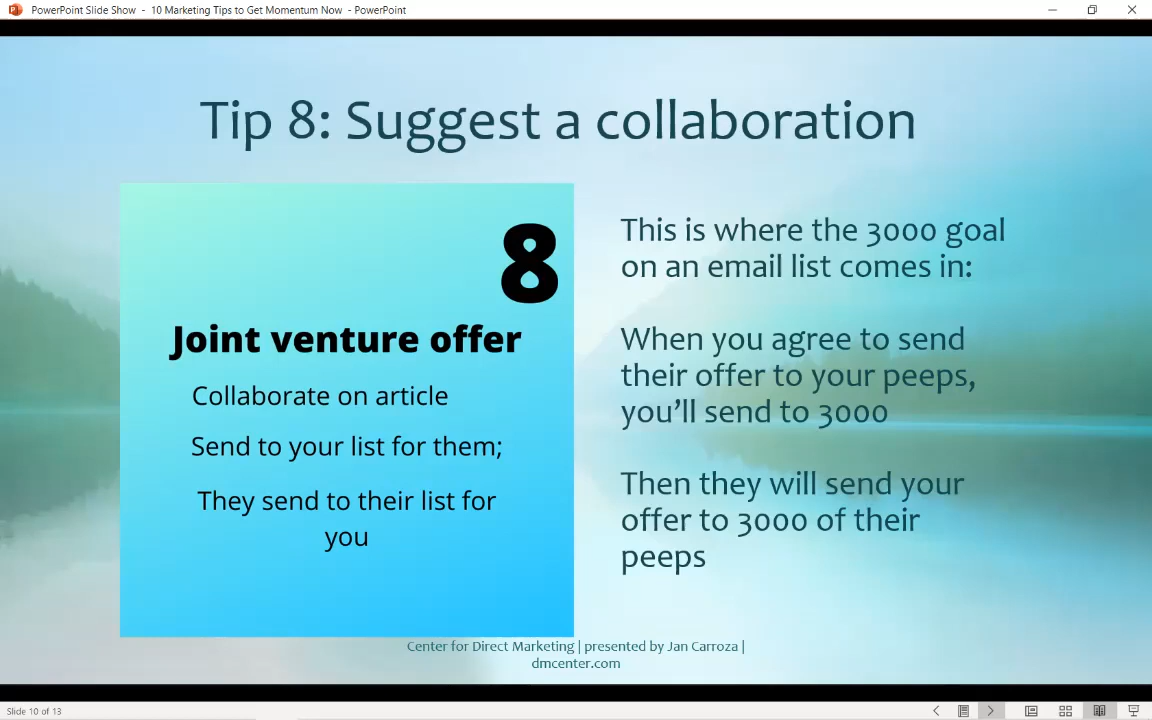 PowerPoint Slide Show - 10 Marketing Tips to Get Momentum Now - PowerPoint
Tip 8: Suggest a collaboration
8
Joint venture offer
Collaborate on article
Send to your list for them;
They send to their list for
you
This is where the 3000 goal
on an email list comes in:
When you agree to send
their offer to your peeps,
you’ll send to 3000
Then they will send your
offer to 3000 of their
peeps
Center for Direct Marketing | presented by Jan Carroza |
dmcenter.com
Slide 10 of 13